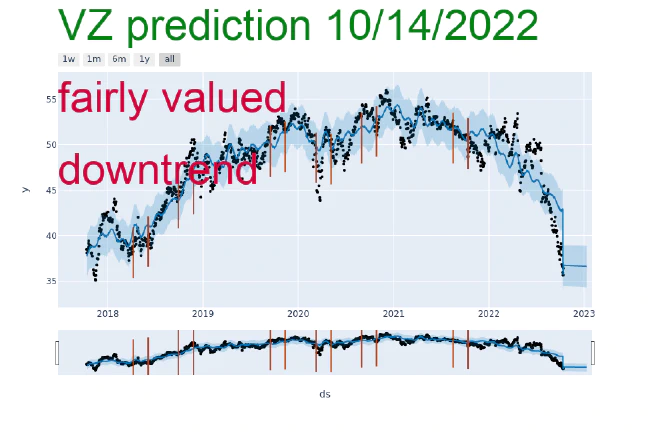 VZ prediction 10/14/2022
1w 1m 6m 1y all
fairly valued
downtrend
55
50
45
40
35
y
2018 2019 2020 2021 2022 2023
ds